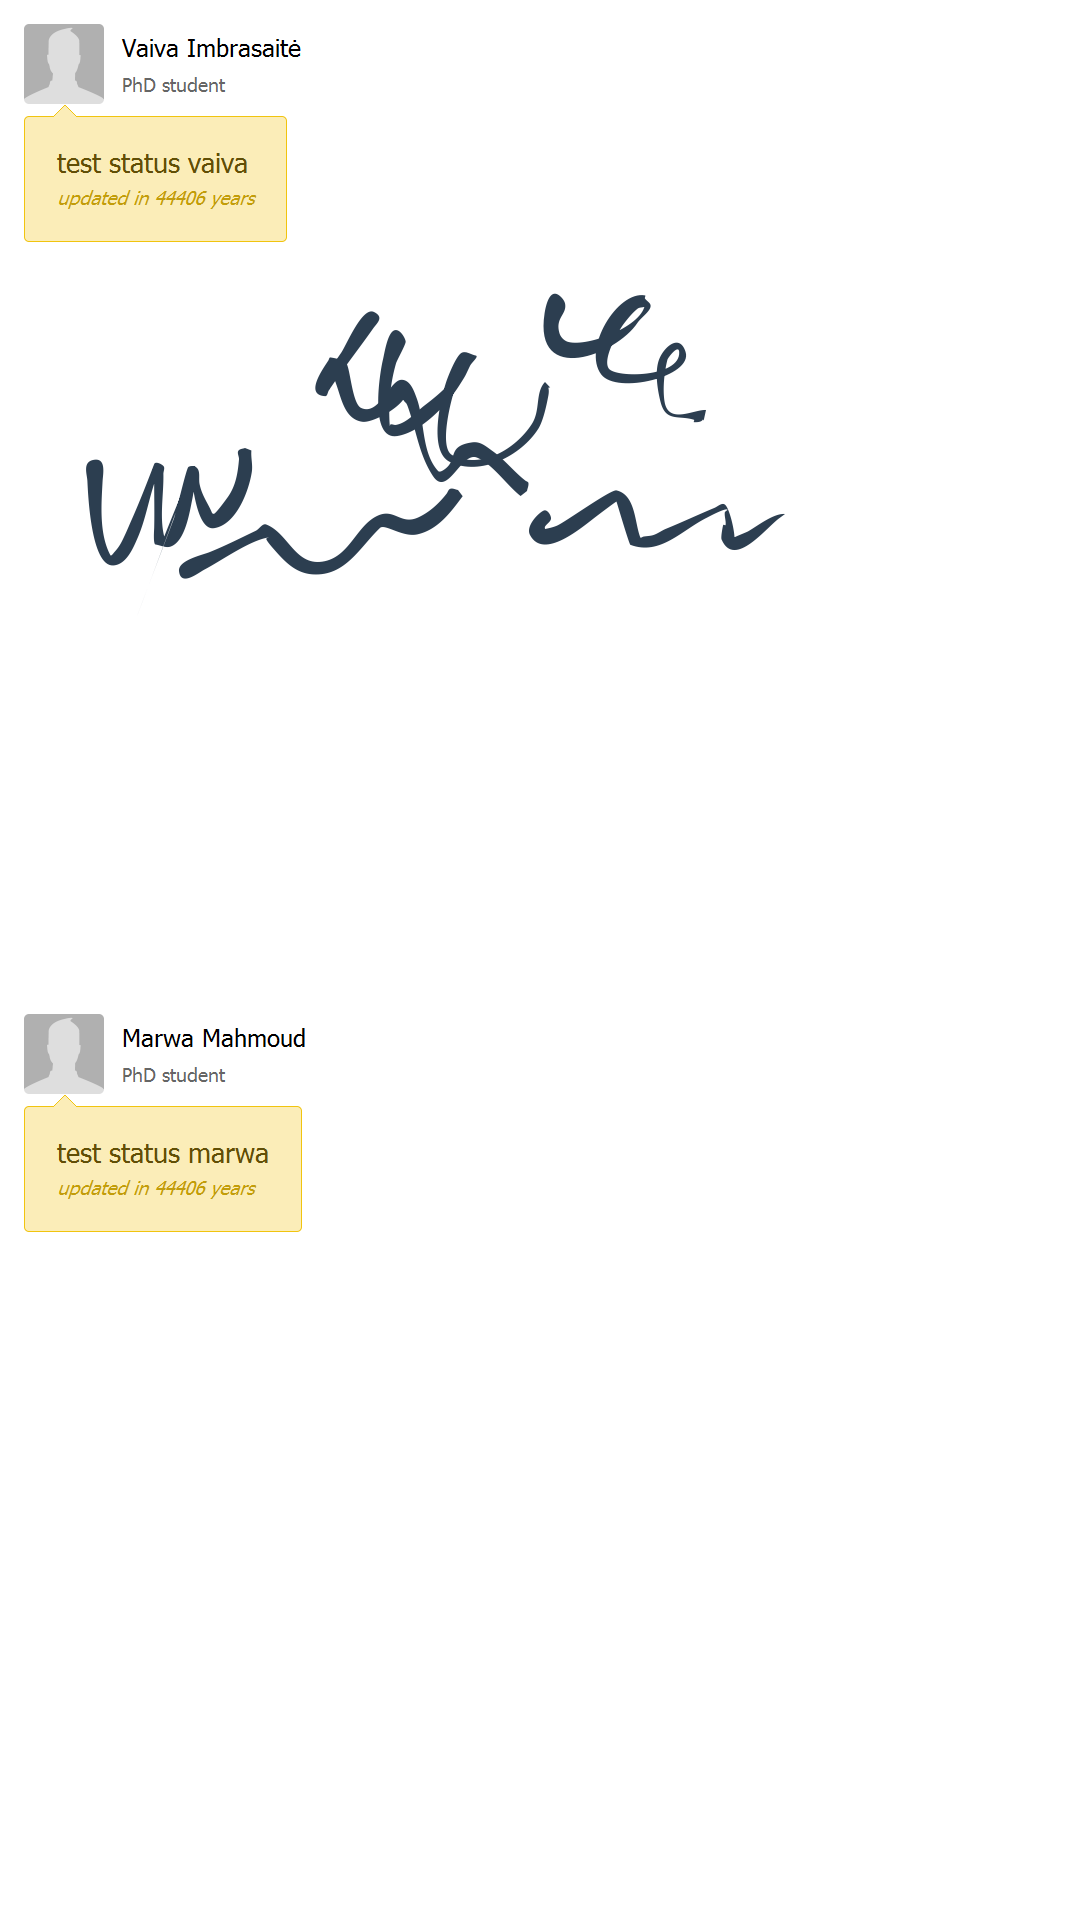 Vaiva Imbrasaitė
PhD student
test status vaiva
updated in 44406 years
Marwa Mahmoud
PhD student
test status marwa
updated in 44406 years